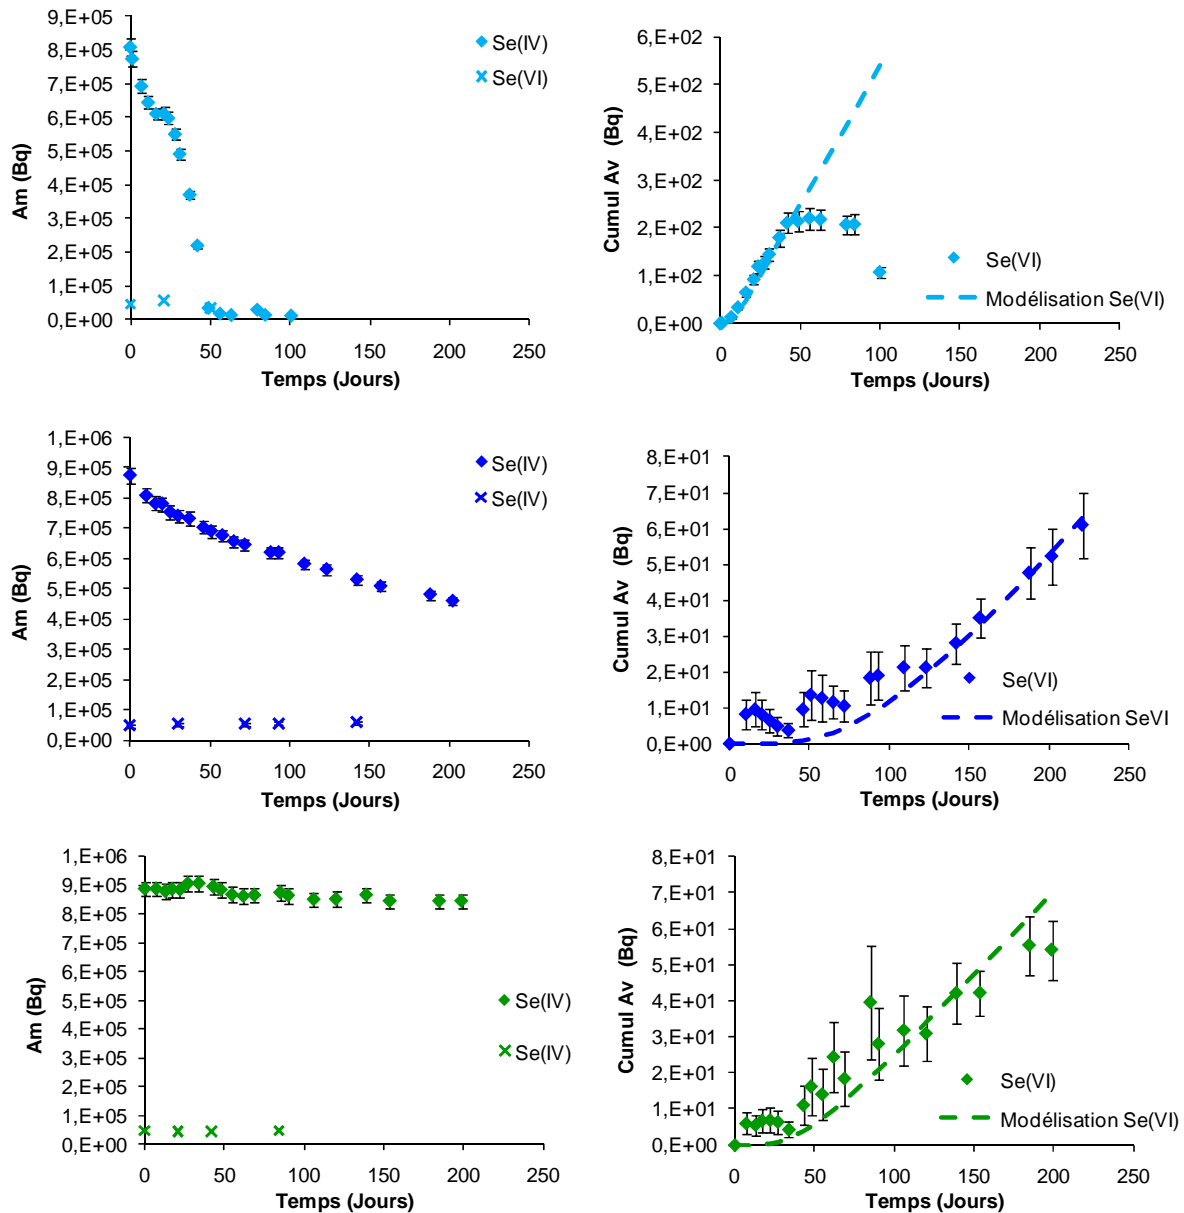 9,E+05
8,E+05
7,E+05
6,E+05
5,E+05
4,E+05
3,E+05
2,E+05
1,E+05
0,E+00
Am (Bq)
0 50 100 150 200 250
Temps (Jours)
Se(IV)
Se(VI)
6,E+02
5,E+02
4,E+02
3,E+02
2,E+02
1,E+02
0,E+00
Cumul Av (Bq)
0 50 100 150 200 250
Temps (Jours)
Se(VI)
Modélisation Se(VI)
1,E+06
9,E+05
8,E+05
7,E+05
6,E+05
5,E+05
4,E+05
3,E+05
2,E+05
1,E+05
0,E+00
Am (Bq)
0 50 100 150 200 250
Temps (Jours)
Se(IV)
Se(IV)
8,E+01
7,E+01
6,E+01
5,E+01
4,E+01
3,E+01
2,E+01
1,E+01
0,E+00
Cumul Av (Bq)
0 50 100 150 200 250
Temps (Jours)
Se(VI)
Modélisation SeVI
1,E+06
9,E+05
8,E+05
7,E+05
6,E+05
5,E+05
4,E+05
3,E+05
2,E+05
1,E+05
0,E+00
Am (Bq)
0 50 100 150 200 250
Temps (Jours)
Se(IV)
Se(IV)
8,E+01
7,E+01
6,E+01
5,E+01
4,E+01
3,E+01
2,E+01
1,E+01
0,E+00
Cumul Av (Bq)
0 50 100 150 200 250
Temps (Jours)
Se(VI)
Modélisation Se(VI)